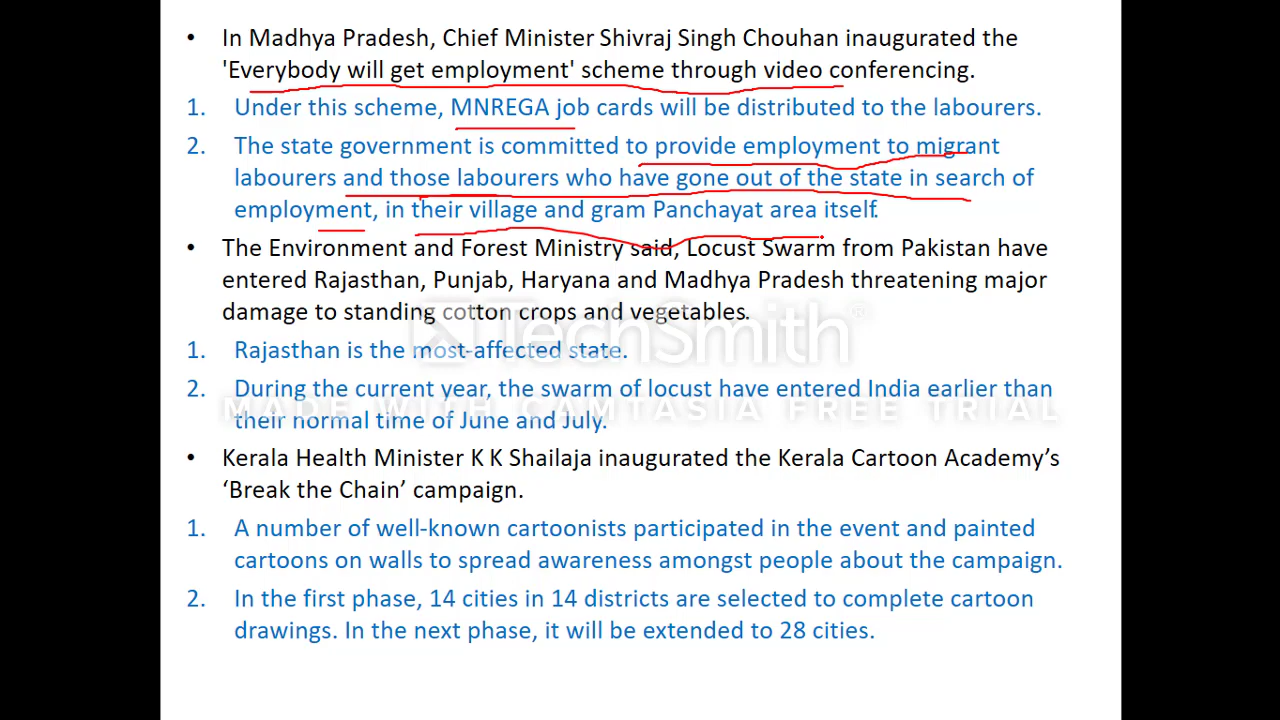 • In Madhya Pradesh, Chief Minister Shivraj Singh Chouhan inaugurated the
'Everybody will get employment' scheme through video conferencing.
1. Under this scheme, MNREGA job cards will be distributed to the labourers.
2. The state government is committed to provide employment to migrant
labourers and those labourers who have gone out of the state in search of
employment, in their village and gram Panchayat area itself.
• The Environment and Forest Ministry said, Locust Swarm from Pakistan have
entered Rajasthan, Punjab, Haryana and Madhya Pradesh threatening major
damage to standing cotton crops and vegetables.
TechSmith®
1. Rajasthan is the most-affected state.
2. During the current year, the swarm of locust have entered India earlier than
MADE WITH CAMTASIA FREE TRIAL
their normal time of June and July.
• Kerala Health Minister K K Shailaja inaugurated the Kerala Cartoon Academy’s
‘Break the Chain’ campaign.
1. A number of well-known cartoonists participated in the event and painted
cartoons on walls to spread awareness amongst people about the campaign.
2. In the first phase, 14 cities in 14 districts are selected to complete cartoon
drawings. In the next phase, it will be extended to 28 cities.